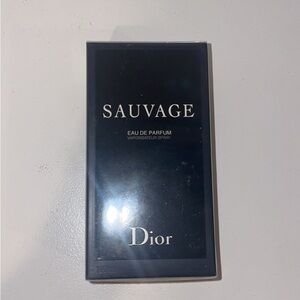 SAUVAGE
EAU DE PARFUM
VAPORISATEUR SPRAY
Dior